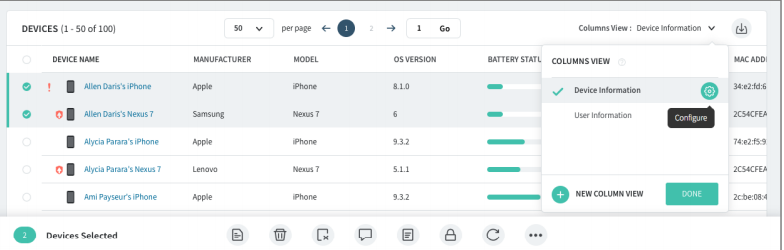 DEVICES (1 - 50 of 100) 50 per page 1 2 1 Go Columns View : Device Information
DEVICE NAME MANUFACTURER MODEL OS VERSION BATTERY STATU COLUMNS VIEW MAC ADD
Allen Daris's iPhone Apple iPhone 8.1.0 Device Information 34:e2:fd:6
Allen Daris's Nexus 7 Samsung Nexus 7 6 User Information Configure 2C54CFEA
Alycia Parara's iPhone Apple iPhone 9.3.2 74:e2:f5:9
Alycia Parara's Nexus 7 Lenovo Nexus 7 5.1.1 2C54CFEA
Ami Payseur's iPhone Apple iPhone 9.3.2 NEW COLUMN VIEW DONE 2c:be:08:4
2 Devices Selected